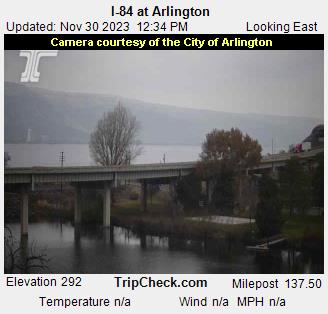 I-84 at Arlington
Updated: Nov 30 2023 12:34 PM Looking East
Camera courtesy of the City of Arlington
Elevation 292 TripCheck.com Milepost 137.50
Temperature n/a Wind n/a MPH n/a